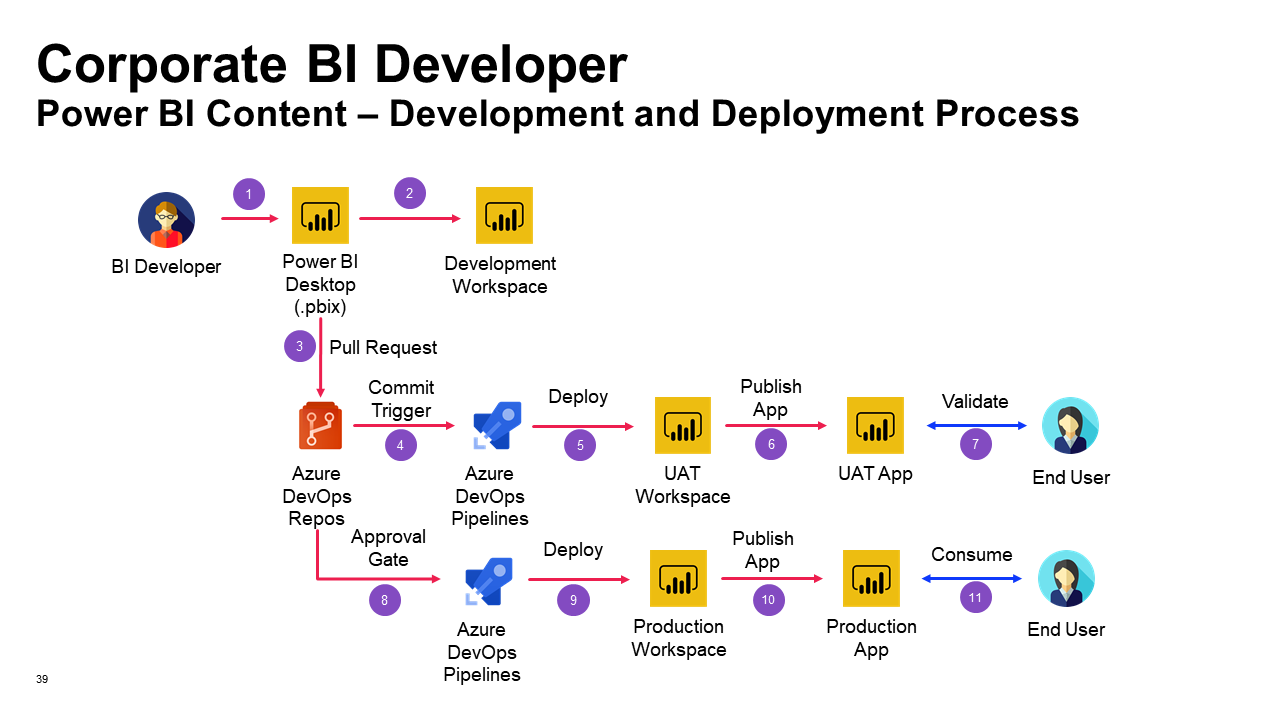 Corporate BI Developer
Power BI Content – Development and Deployment Process
1
2
BI Developer
Power BI
Desktop
(.pbix)
Development
Workspace
3
Pull Request
Commit
Trigger
4
Deploy
5
Publish
App
6
Validate
7
Azure
DevOps
Repos
Azure
DevOps
Pipelines
UAT
Workspace
UAT App
End User
Approval
Gate
8
Deploy
9
Publish
App
10
Consume
11
Azure
DevOps
Pipelines
Production
Workspace
Production
App
End User
39